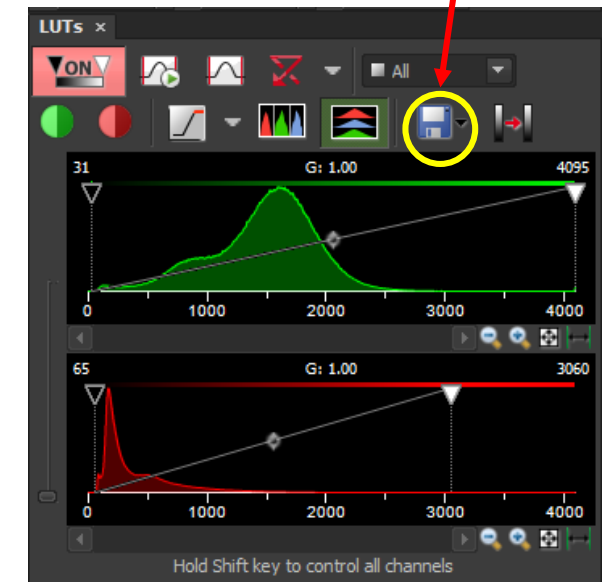 LUTs ×
ON All
31 G: 1.00 4095
0 1000 2000 3000 4000
65 G: 1.00 3060
0 1000 2000 3000 4000
Hold Shift key to control all channels